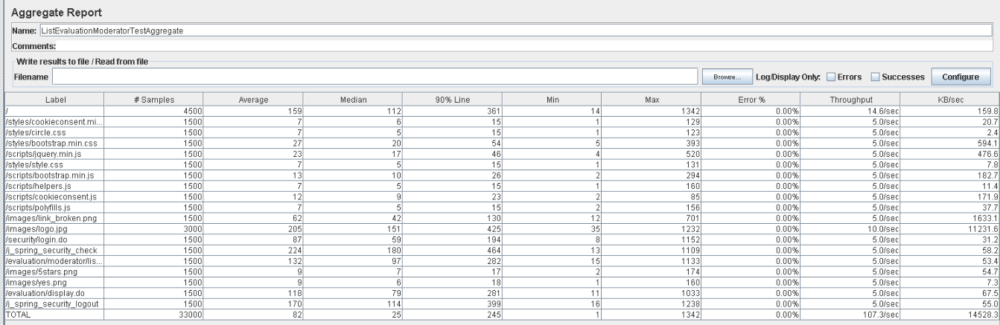 Aggregate Report
Name: ListEvaluationModeratorTestAggregate
Comments:
Write results to file / Read from file
Filename Browse... Log/Display Only: Errors Successes Configure
Label # Samples Average Median 90% Line Min Max Error % Throughput KB/sec
/ 4500 159 112 361 14 1342 0.00% 14.6/sec 159.8
/styles/cookieconsent.mi... 1500 7 6 15 1 129 0.00% 5.0/sec 20.7
/styles/circle.css 1500 7 5 15 1 123 0.00% 5.0/sec 2.4
/styles/bootstrap.min.css 1500 27 20 54 5 393 0.00% 5.0/sec 594.1
/scripts/jquery.min.js 1500 23 17 46 4 520 0.00% 5.0/sec 476.6
/styles/style.css 1500 7 5 15 1 131 0.00% 5.0/sec 7.8
/scripts/bootstrap.min.js 1500 13 10 26 2 294 0.00% 5.0/sec 182.7
/scripts/helpers.js 1500 7 5 15 1 160 0.00% 5.0/sec 11.4
/scripts/cookieconsent.js 1500 12 9 23 2 85 0.00% 5.0/sec 171.9
/scripts/polyfills.js 1500 7 5 15 2 156 0.00% 5.0/sec 37.7
/images/link_broken.png 1500 62 42 130 12 701 0.00% 5.0/sec 1633.1
/images/logo.jpg 3000 205 151 425 35 1232 0.00% 10.0/sec 11231.6
/security/login.do 1500 87 59 194 8 1152 0.00% 5.0/sec 31.2
/j_spring_security_check 1500 224 180 464 13 1109 0.00% 5.0/sec 58.2
/evaluation/moderator/lis... 1500 132 97 282 15 1133 0.00% 5.0/sec 53.4
/images/5stars.png 1500 9 7 17 2 174 0.00% 5.0/sec 54.7
/images/yes.png 1500 9 6 18 1 160 0.00% 5.0/sec 7.3
/evaluation/display.do 1500 118 79 281 11 1033 0.00% 5.0/sec 67.5
/j_spring_security_logout 1500 170 114 399 16 1238 0.00% 5.0/sec 55.0
TOTAL 33000 82 25 245 1 1342 0.00% 107.3/sec 14528.3